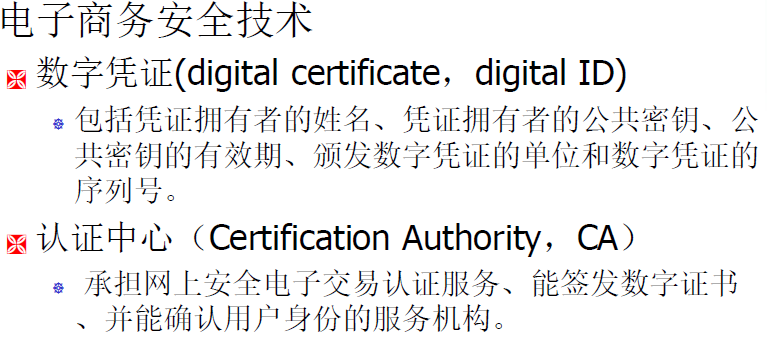 电子商务安全技术
数字凭证(digital certificate，digital ID)
包括凭证拥有者的姓名、凭证拥有者的公共密钥、公
共密钥的有效期、颁发数字凭证的单位和数字凭证的
序列号。
认证中心（Certification Authority，CA）
承担网上安全电子交易认证服务、能签发数字证书
、并能确认用户身份的服务机构。